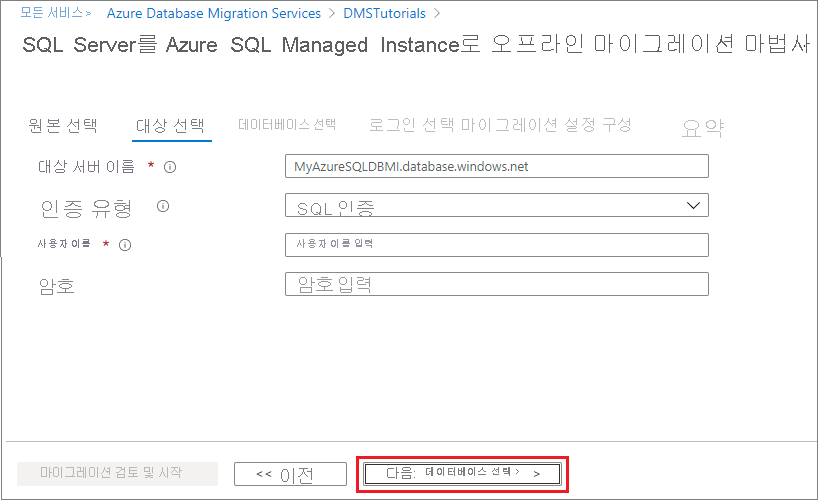 모든 서비스 > Azure Database Migration Services > DMSTutorials >
SQL Server를 Azure SQL Managed Instance로 오프라인 마이그레이션 마법사
원본 선택 대상 선택 데이터베이스 선택 로그인 선택 마이그레이션 설정 구성 요약
대상 서버 이름 * MyAzureSQLDBMI.database.windows.net
인증 유형 SQL 인증
사용자 이름 * 사용자 이름 입력
암호 암호 입력
마이그레이션 검토 및 시작 << 이전 다음: 데이터베이스 선택 > >